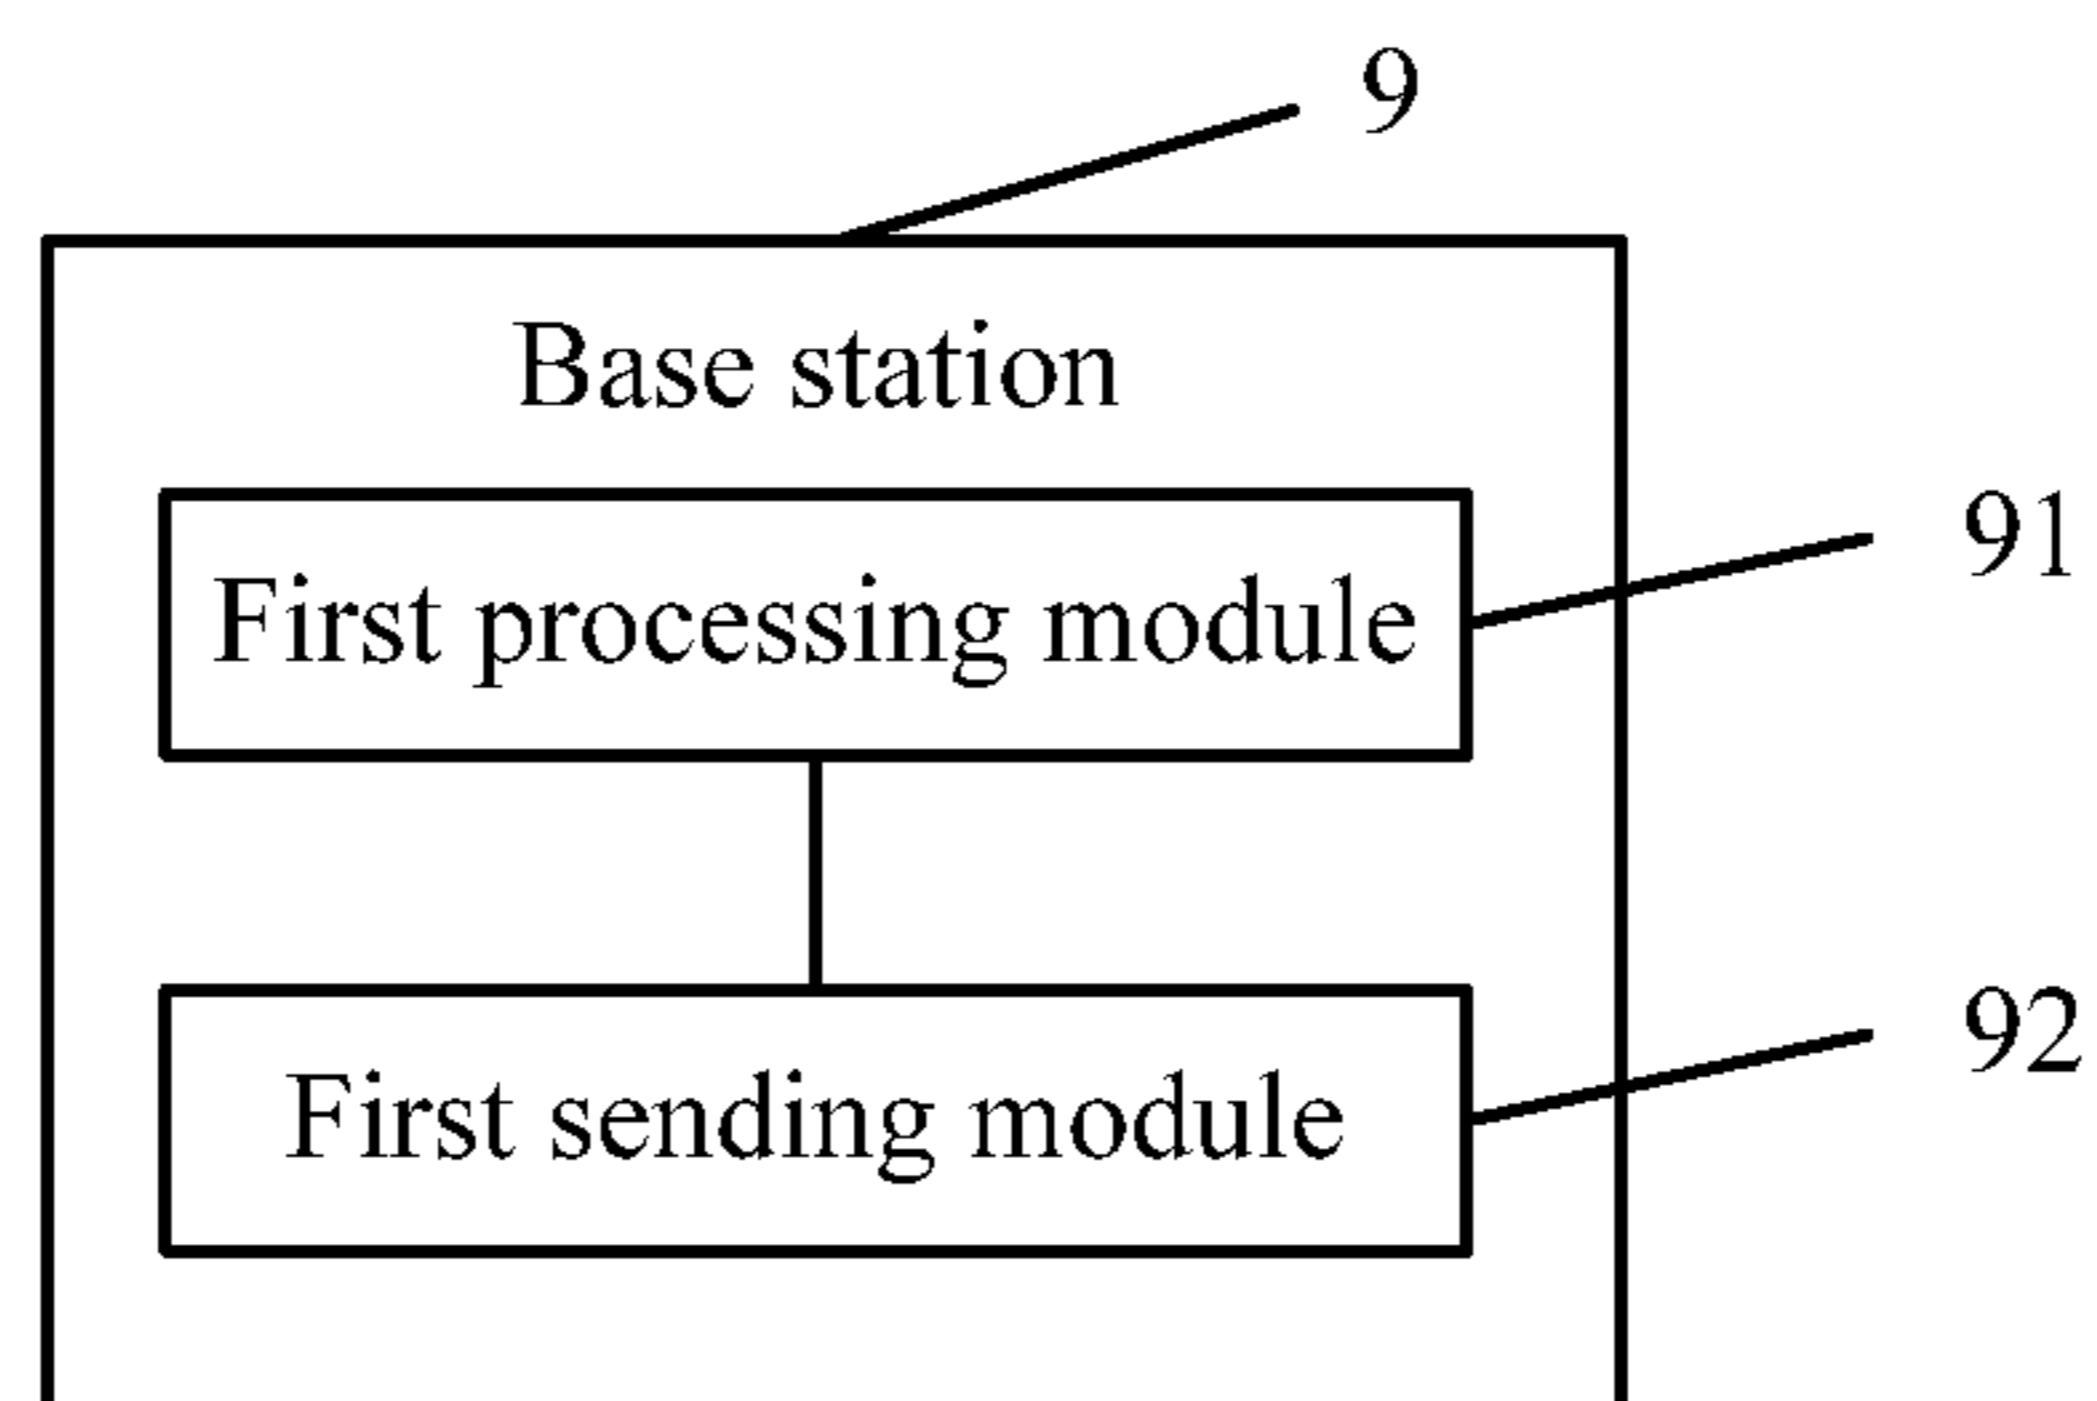 9
Base station
First processing module
91
First sending module
92